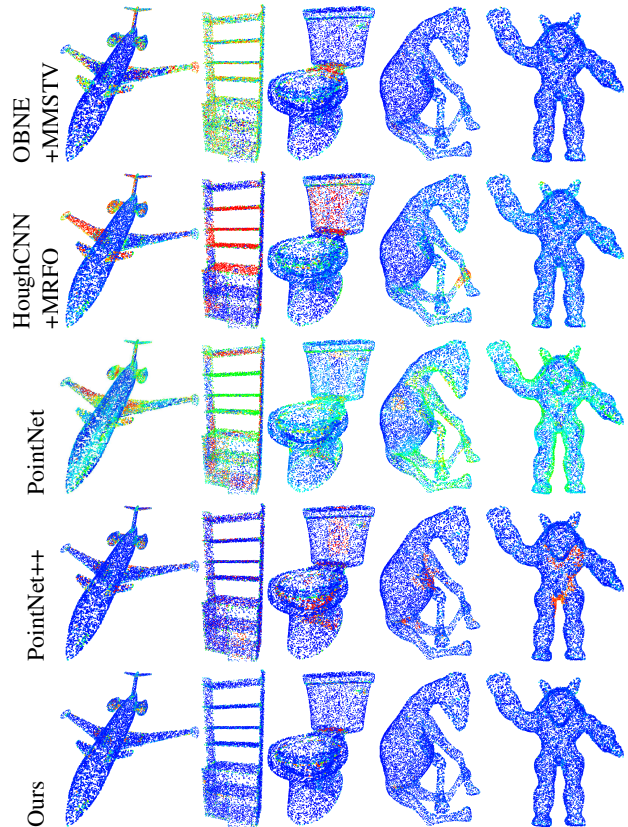 OBNE
+MMSTV
HoughCNN
+MRFO
PointNet
PointNet++
Ours